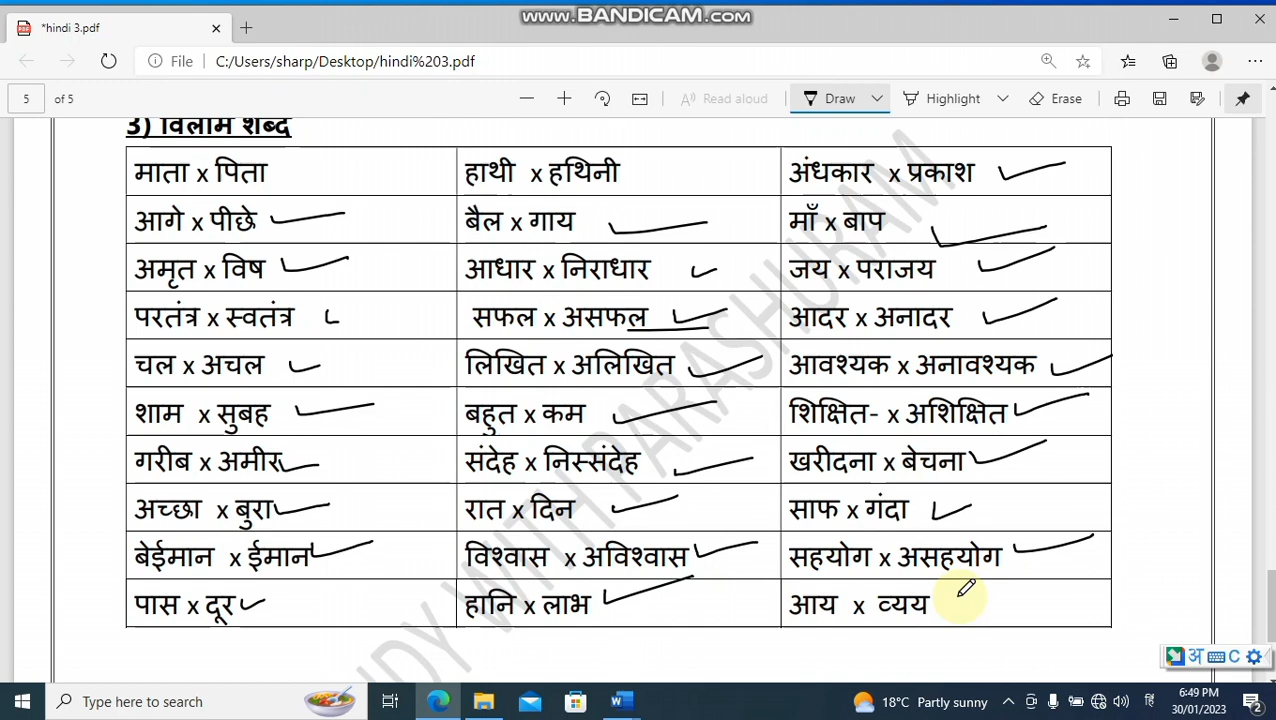 www.BANDICAM.com
*hindi 3.pdf
File C:/Users/sharp/Desktop/hindi%203.pdf
5 of 5 Read aloud Draw Highlight Erase
3) विलोम शब्द
माता x पिता हाथी x हथिनी अंधकार x प्रकाश
आगे x पीछे बैल x गाय माँ x बाप
अमृत x विष आधार x निराधार जय x पराजय
परतंत्र x स्वतंत्र सफल x असफल आदर x अनादर
चल x अचल लिखित x अलिखित आवश्यक x अनावश्यक
शाम x सुबह बहुत x कम शिक्षित- x अशिक्षित
गरीब x अमीर संदेह x निस्संदेह खरीदना x बेचना
अच्छा x बुरा रात x दिन साफ x गंदा
बेईमान x ईमान विश्वास x अविश्वास सहयोग x असहयोग
पास x दूर हानि x लाभ आय x व्यय
STUDY WITH PARASHURAM
अ C
Type here to search 18°C Partly sunny हि 6:49 PM
30/01/2023 2